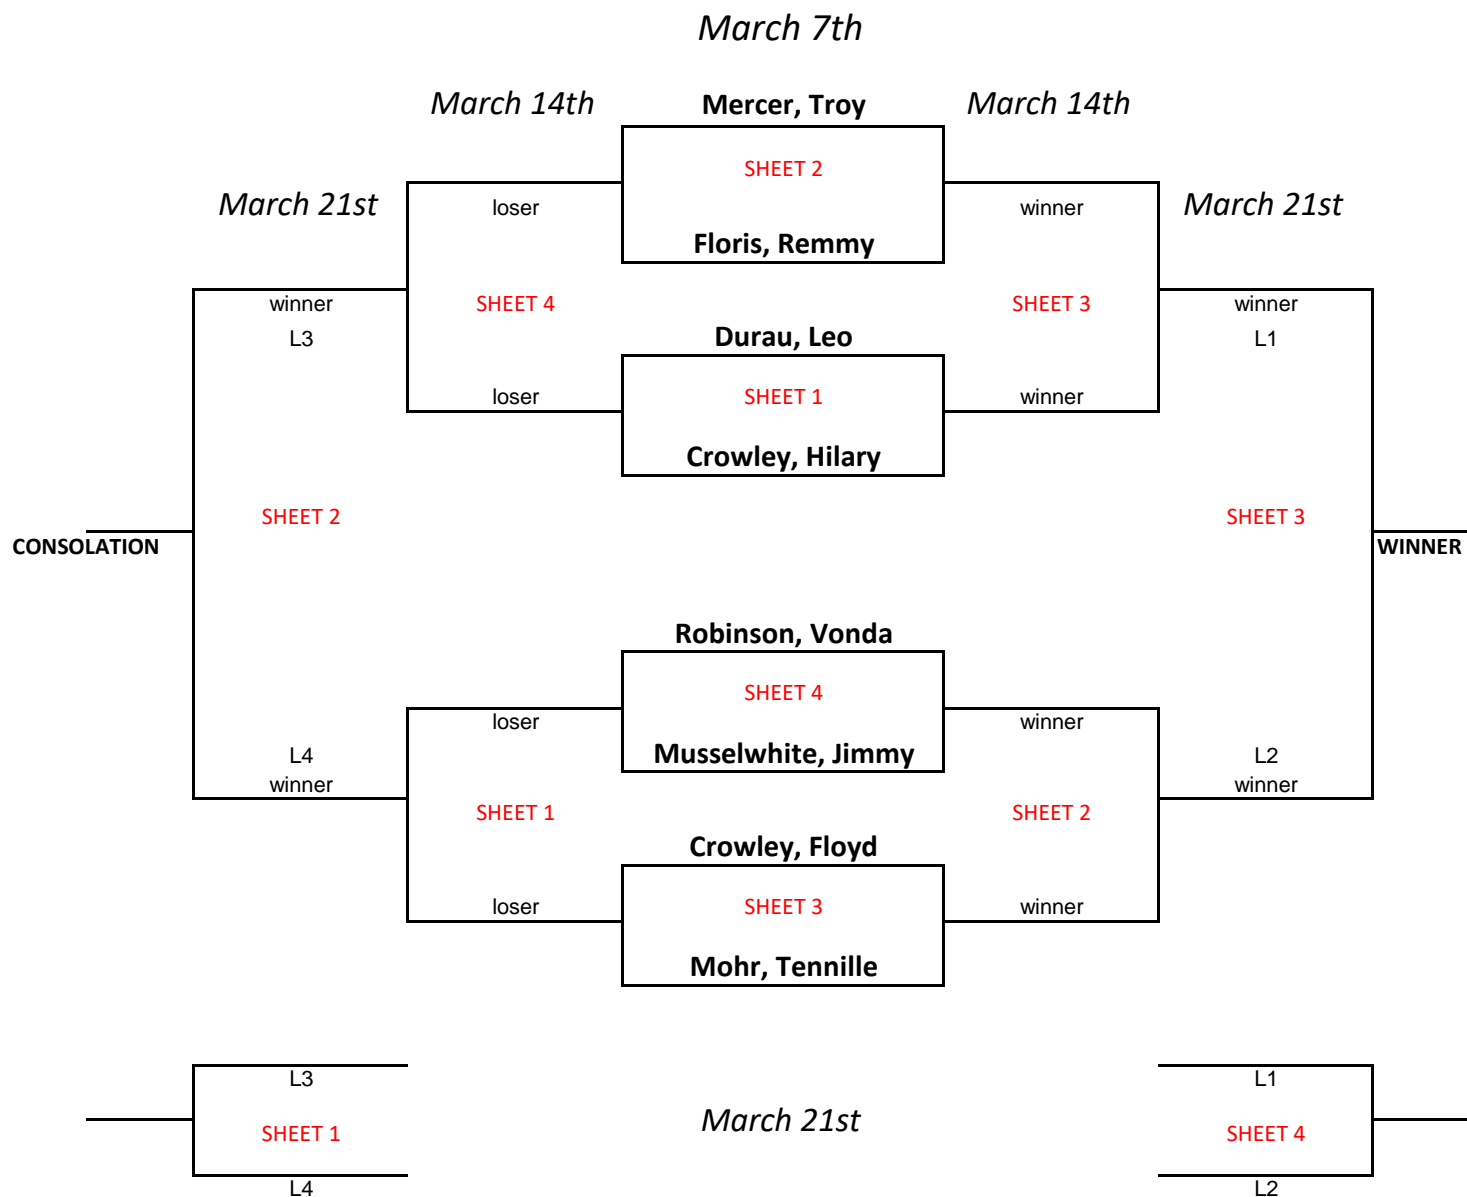 March 7th
March 14th
Mercer, Troy
March 14th
SHEET 2
March 21st
loser
winner
March 21st
Floris, Remmy
winner
SHEET 4
SHEET 3
winner
L3
Durau, Leo
L1
loser
SHEET 1
winner
Crowley, Hilary
SHEET 2
SHEET 3
CONSOLATION
WINNER
Robinson, Vonda
SHEET 4
loser
winner
L4
Musselwhite, Jimmy
L2
winner
winner
SHEET 1
SHEET 2
Crowley, Floyd
loser
SHEET 3
winner
Mohr, Tennille
L3
L1
SHEET 1
March 21st
SHEET 4
L4
L2